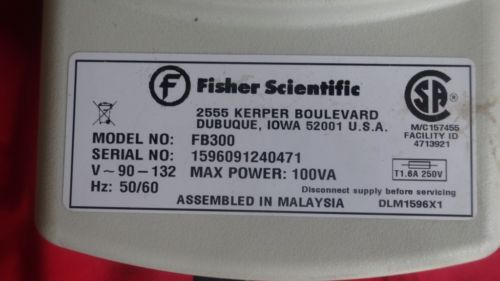 f Fisher Scientific
SA
2555 KERPER BOULEVARD
DUBUQUE, IOWA 52001 U.S.A.
M/C157455
FACILITY ID
4713921
MODEL NO: FB300
SERIAL NO: 1596091240471
V~90-132 MAX POWER: 100VA
T1.6A 250V
Hz: 50/60
Disconnect supply before servicing
ASSEMBLED IN MALAYSIA DLM1596X1